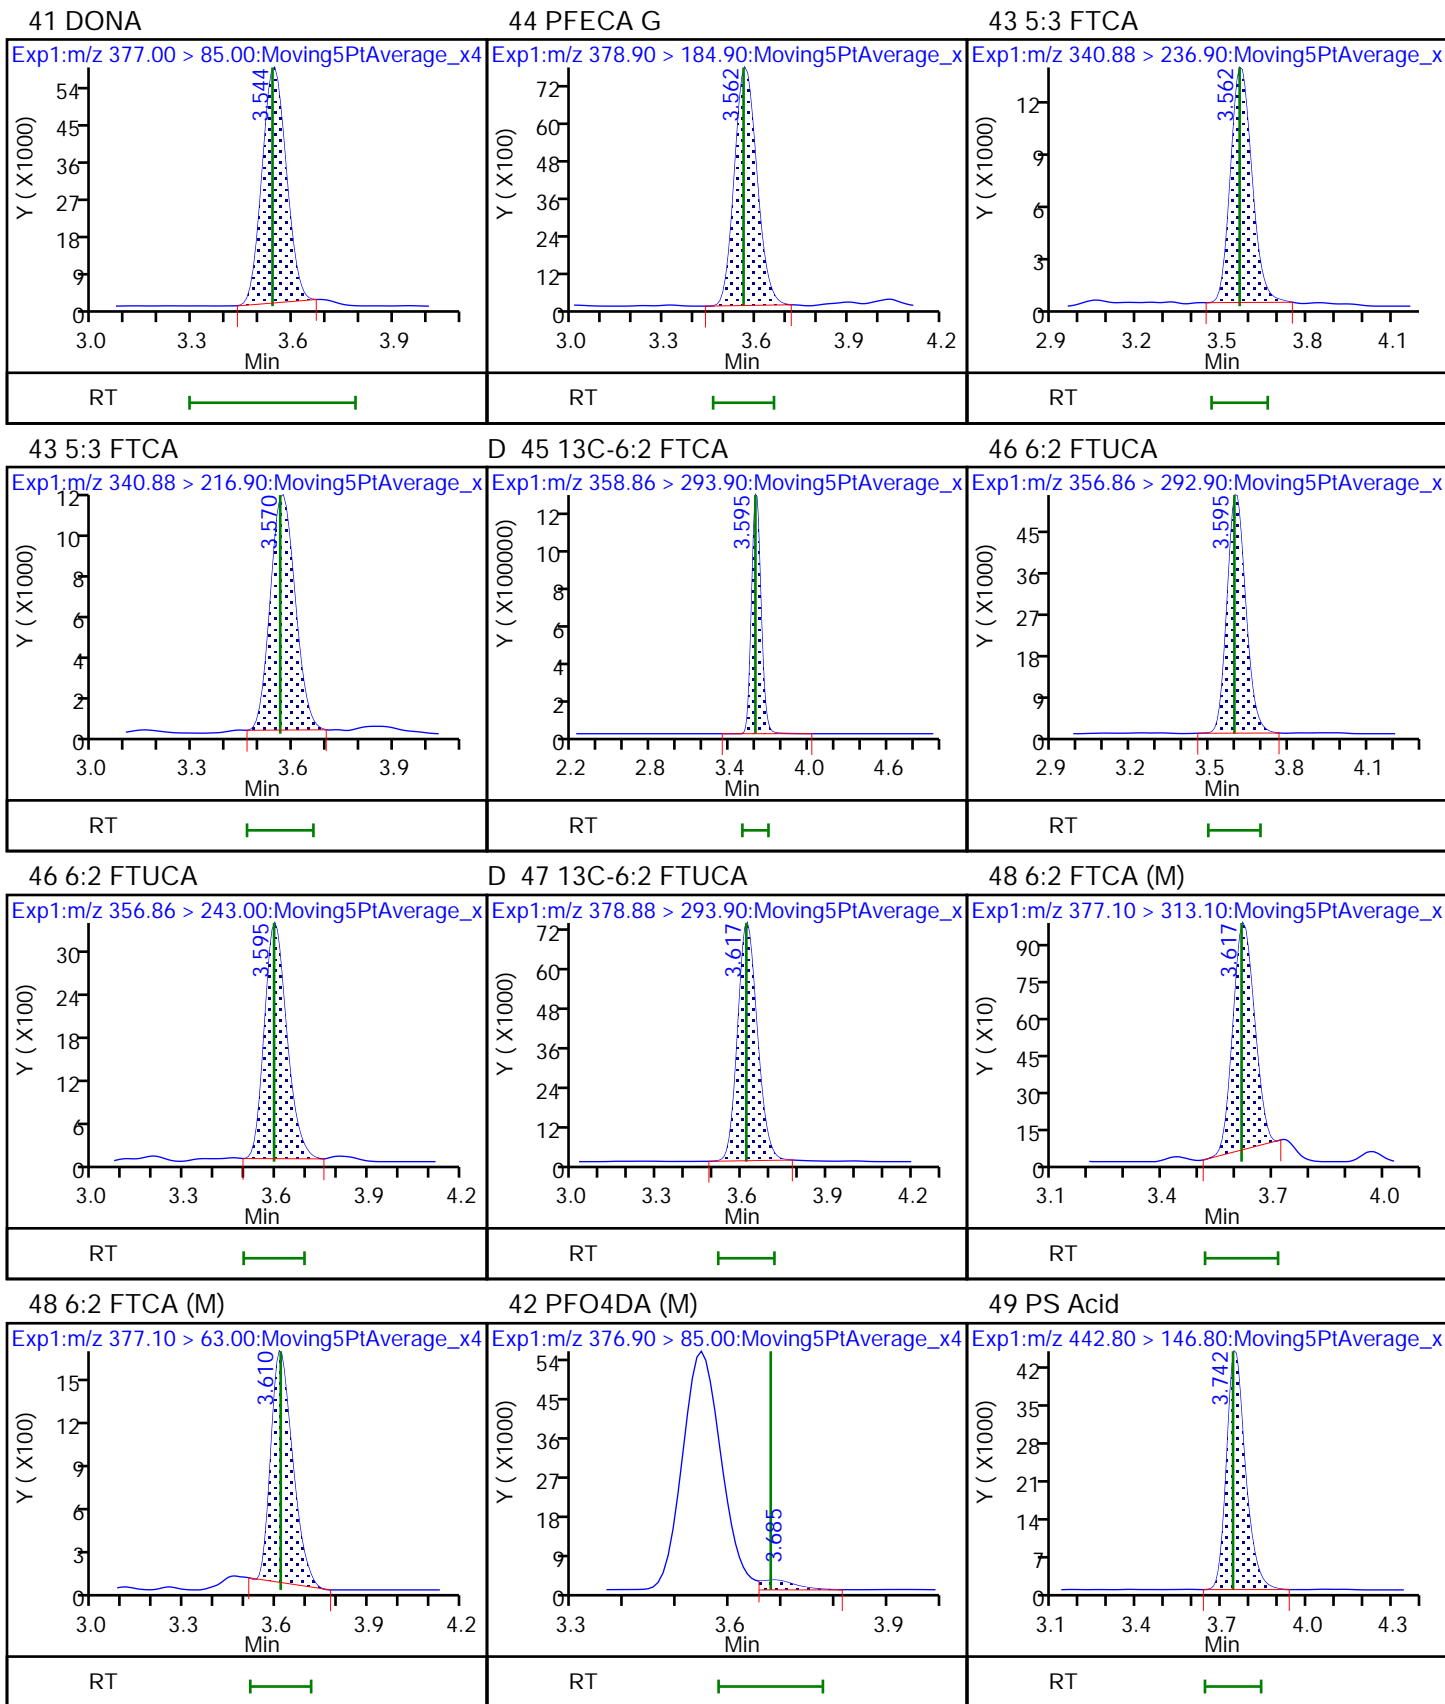 41 DONA
Exp1:m/z 377.00 > 85.00:Moving5PtAverage_x4
Y ( X1000)
54
45
36
27
18
9
0
3.544
3.0 3.3 3.6 3.9
Min
RT
44 PFECA G
Exp1:m/z 378.90 > 184.90:Moving5PtAverage_x
Y ( X100)
72
60
48
36
24
12
0
3.562
3.0 3.3 3.6 3.9 4.2
Min
RT
43 5:3 FTCA
Exp1:m/z 340.88 > 236.90:Moving5PtAverage_x
Y ( X1000)
12
9
6
3
0
3.562
2.9 3.2 3.5 3.8 4.1
Min
RT
43 5:3 FTCA
Exp1:m/z 340.88 > 216.90:Moving5PtAverage_x
Y ( X1000)
12
10
8
6
4
2
0
3.570
3.0 3.3 3.6 3.9
Min
RT
D 45 13C-6:2 FTCA
Exp1:m/z 358.86 > 293.90:Moving5PtAverage_x
Y ( X100000)
12
10
8
6
4
2
0
3.595
2.2 2.8 3.4 4.0 4.6
Min
RT
46 6:2 FTUCA
Exp1:m/z 356.86 > 292.90:Moving5PtAverage_x
Y ( X1000)
45
36
27
18
9
0
3.595
2.9 3.2 3.5 3.8 4.1
Min
RT
46 6:2 FTUCA
Exp1:m/z 356.86 > 243.00:Moving5PtAverage_x
Y ( X100)
30
24
18
12
6
0
3.595
3.0 3.3 3.6 3.9 4.2
Min
RT
D 47 13C-6:2 FTUCA
Exp1:m/z 378.88 > 293.90:Moving5PtAverage_x
Y ( X1000)
72
60
48
36
24
12
0
3.617
3.0 3.3 3.6 3.9 4.2
Min
RT
48 6:2 FTCA (M)
Exp1:m/z 377.10 > 313.10:Moving5PtAverage_x
Y ( X10)
90
75
60
45
30
15
0
3.617
3.1 3.4 3.7 4.0
Min
RT
48 6:2 FTCA (M)
Exp1:m/z 377.10 > 63.00:Moving5PtAverage_x4
Y ( X100)
15
12
9
6
3
0
3.610
3.0 3.3 3.6 3.9 4.2
Min
RT
42 PFO4DA (M)
Exp1:m/z 376.90 > 85.00:Moving5PtAverage_x4
Y ( X1000)
54
45
36
27
18
9
0
3.685
3.3 3.6 3.9
Min
RT
49 PS Acid
Exp1:m/z 442.80 > 146.80:Moving5PtAverage_x
Y ( X1000)
42
35
28
21
14
7
0
3.742
3.1 3.4 3.7 4.0 4.3
Min
RT